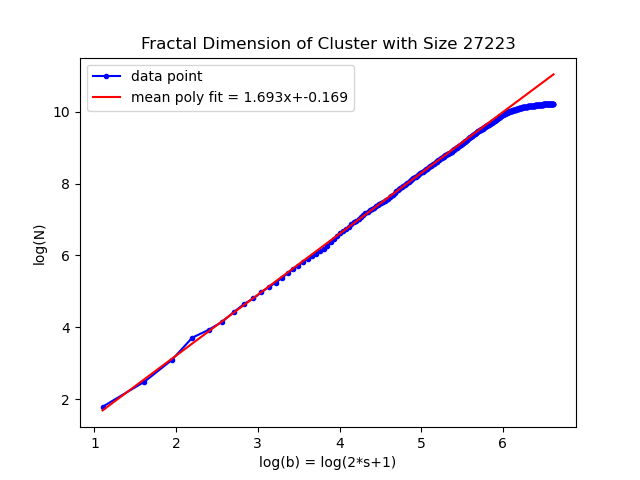 Fractal Dimension of Cluster with Size 27223
data point
mean poly fit = 1.693x+-0.169
log(N)
10
8
6
4
2
1
2
3
4
5
6
log(b) = log(2*s+1)